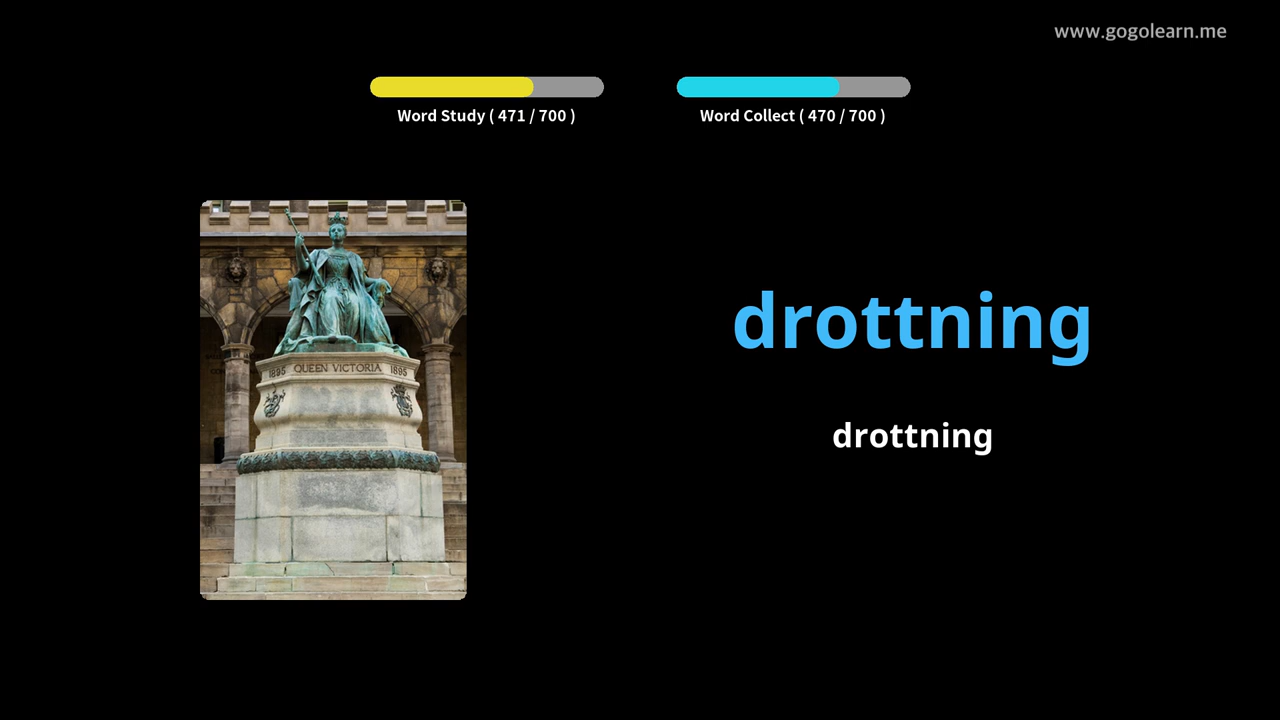 www.gogolearn.me
Word Study ( 471 / 700 )
Word Collect ( 470 / 700 )
1895 QUEEN VICTORIA 1895
drottning
drottning